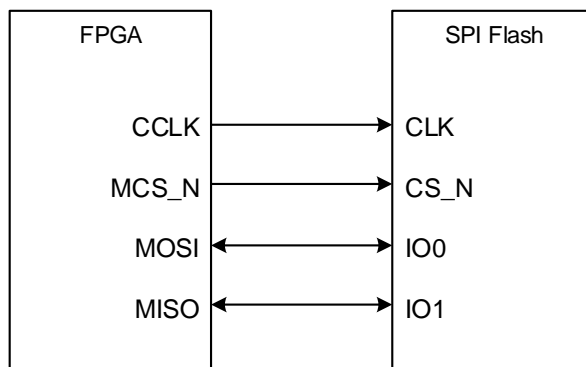 FPGA SPI Flash
CCLK CLK
MCS_N CS_N
MOSI IO0
MISO IO1